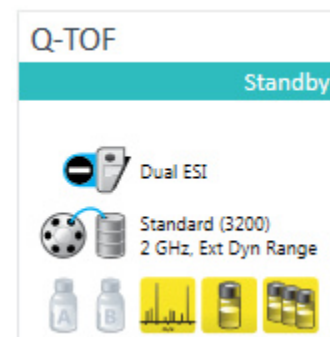 Q-TOF
Standby
Dual ESI
Standard (3200)
2 GHz, Ext Dyn Range
A
B